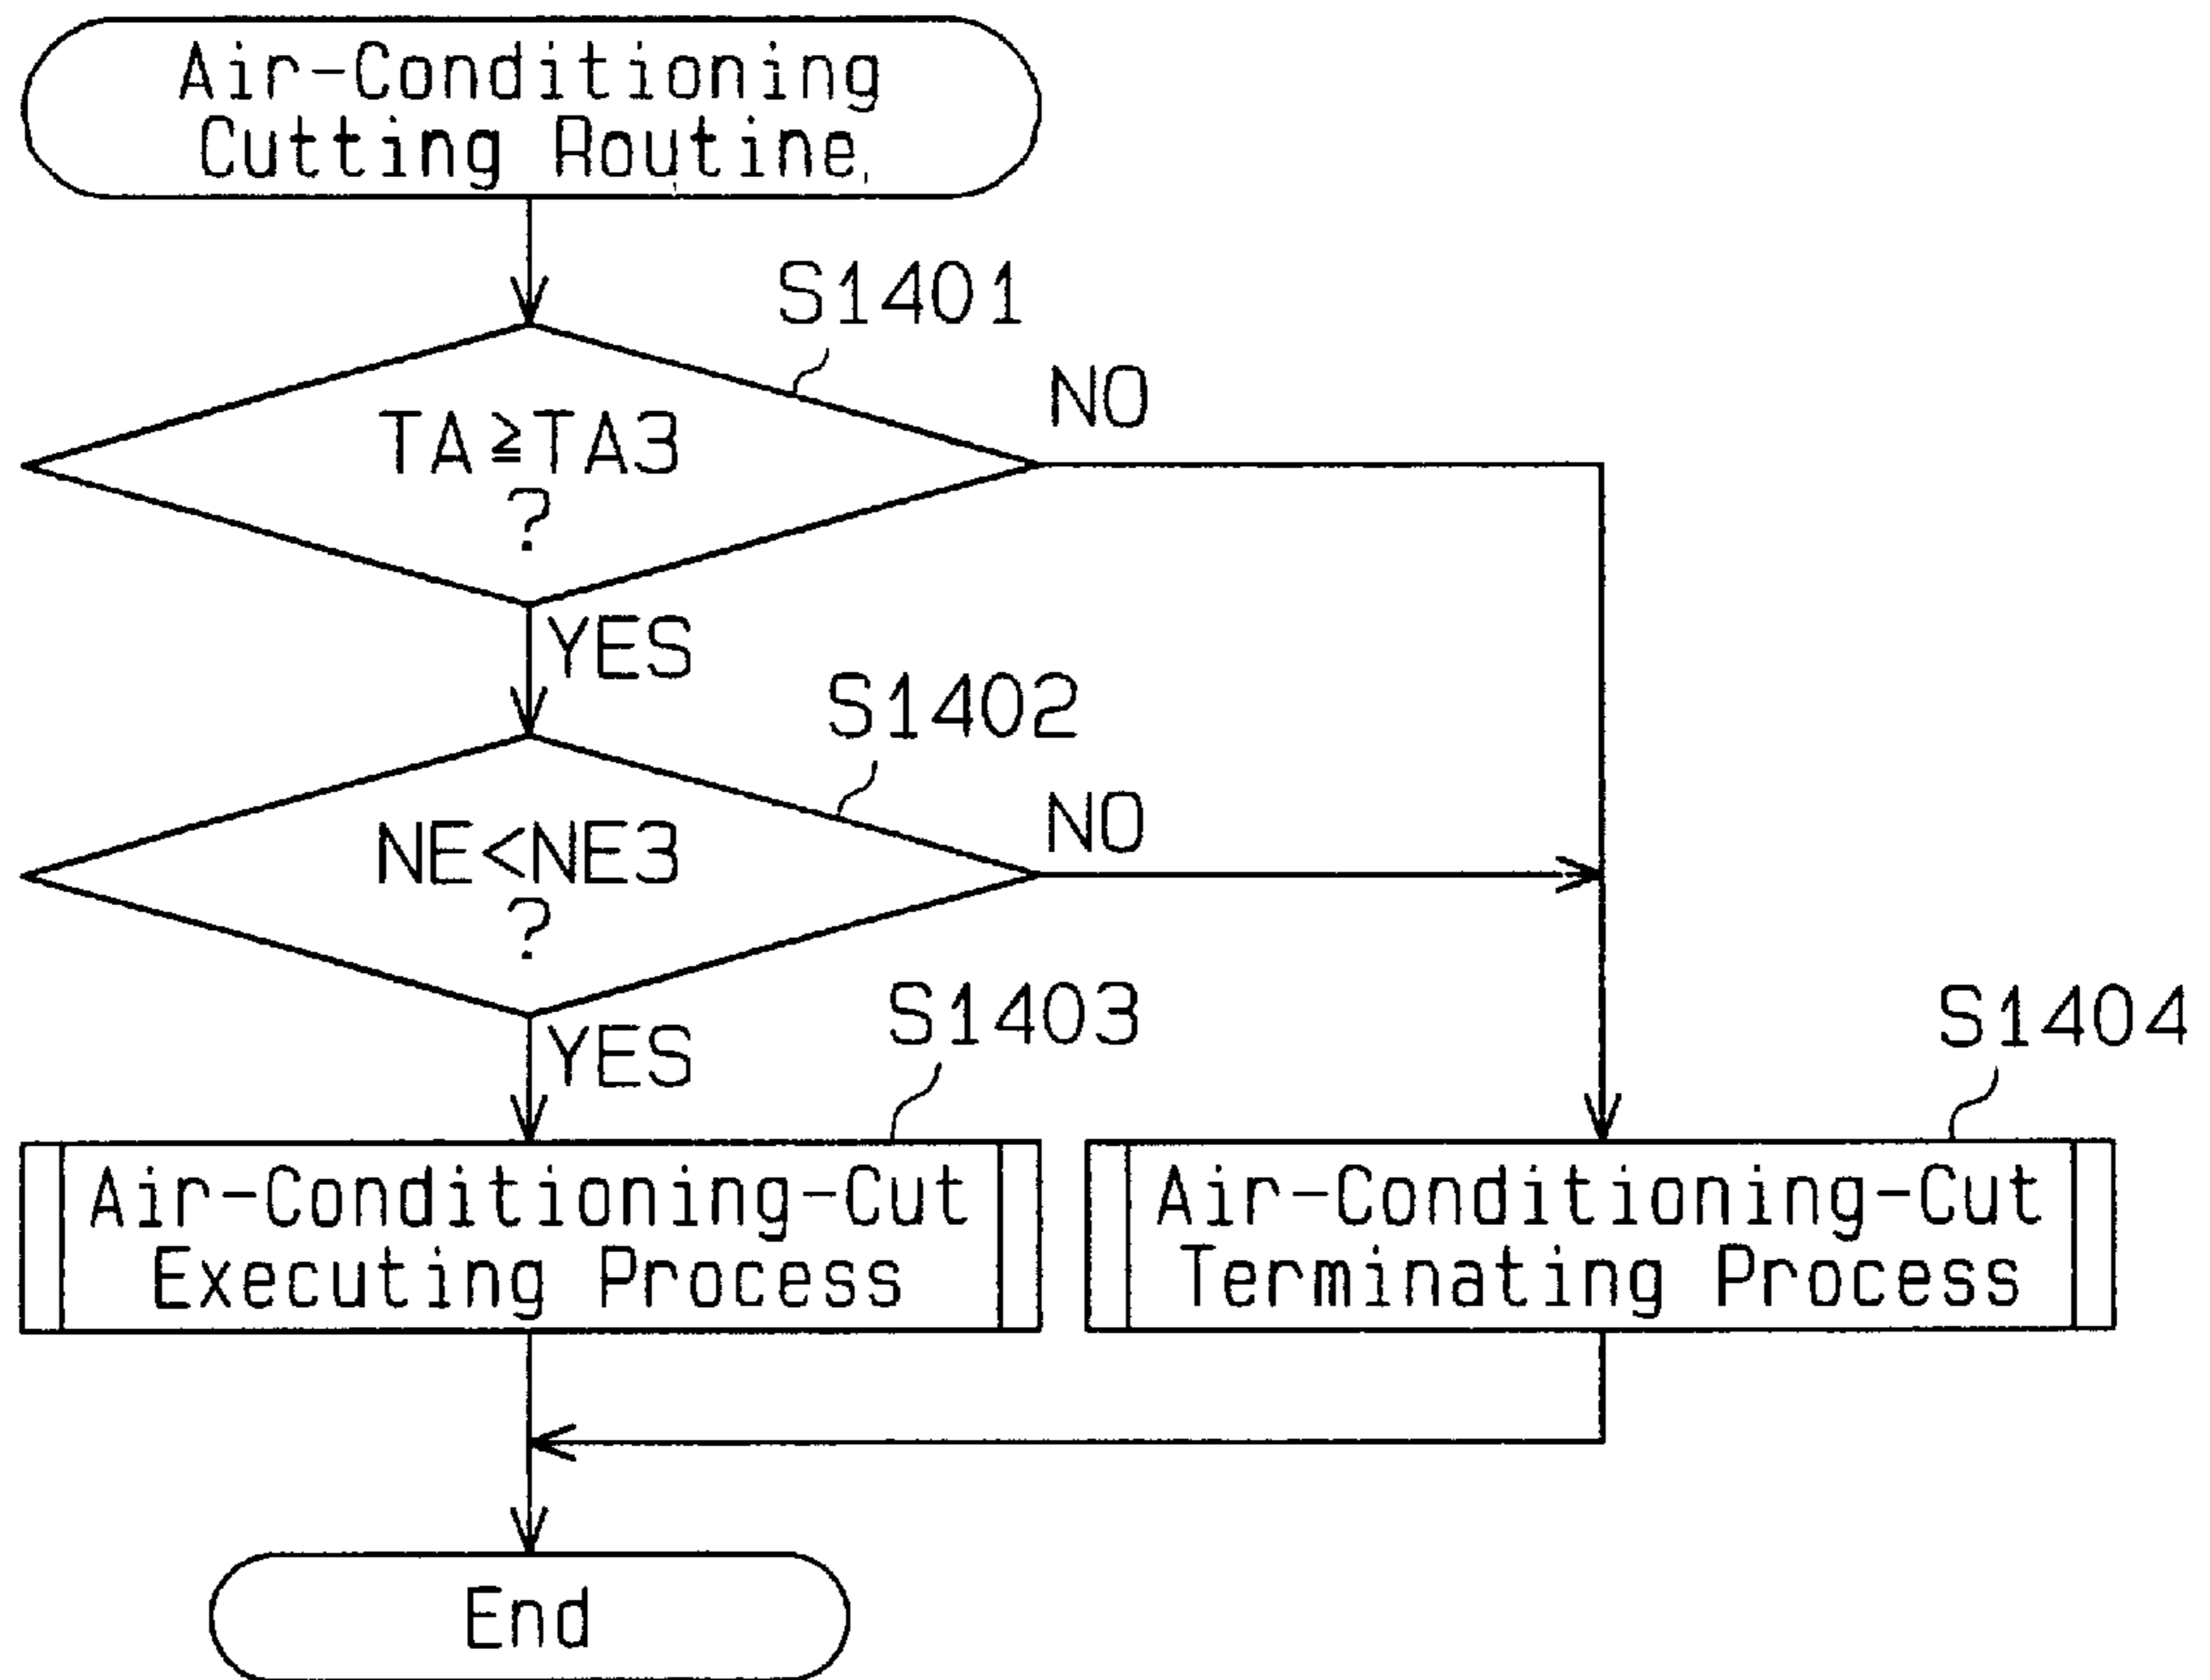 Air-Conditioning
Cutting Routine
S1401
TA≧TA3
?
NO
YES
S1402
NE<NE3
?
NO
YES
S1403
Air-Conditioning-Cut
Executing Process
S1404
Air-Conditioning-Cut
Terminating Process
End